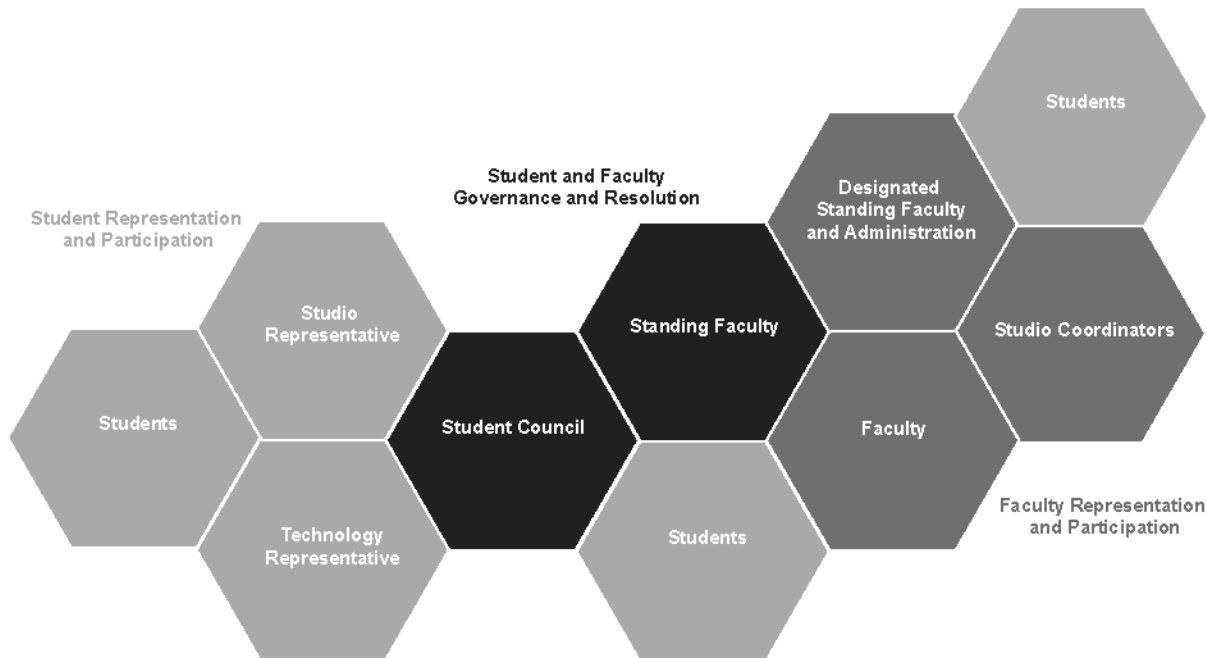 Students
Designated
Standing Faculty
and Administration
Student and Faculty
Governance and Resolution
Student Representation
and Participation
Studio
Representative
Standing Faculty
Studio Coordinators
Students
Student Council
Faculty
Technology
Representative
Students
Faculty Representation
and Participation